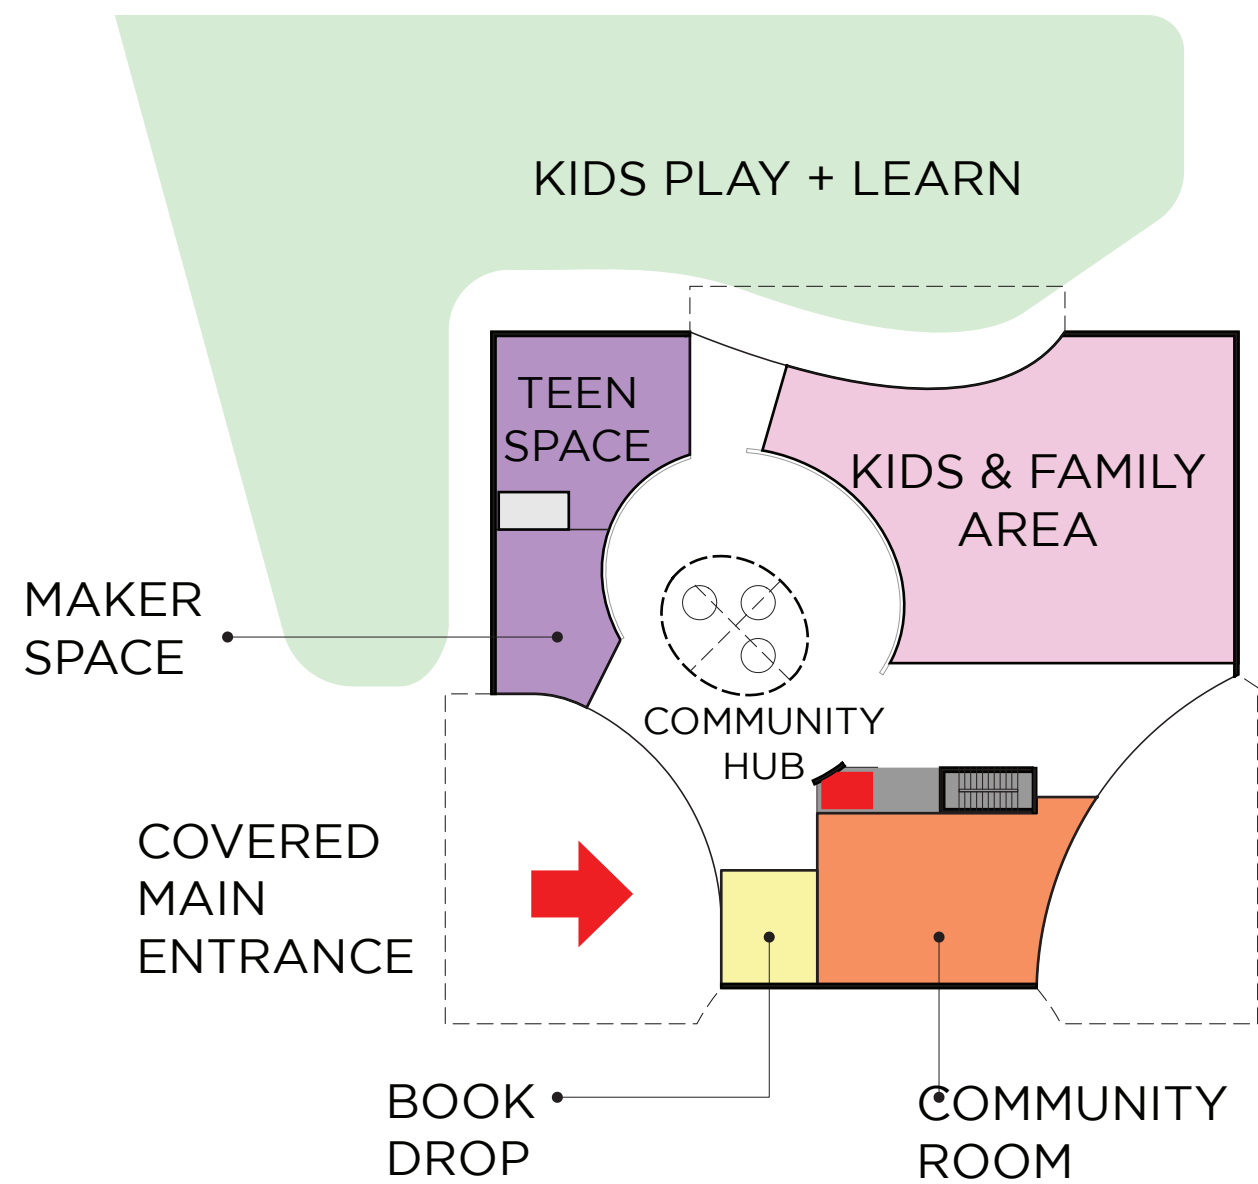 KIDS PLAY + LEARN
TEEN
SPACE
KIDS & FAMILY
AREA
MAKER
SPACE
COMMUNITY
HUB
COVERED
MAIN
ENTRANCE
BOOK
DROP
COMMUNITY
ROOM